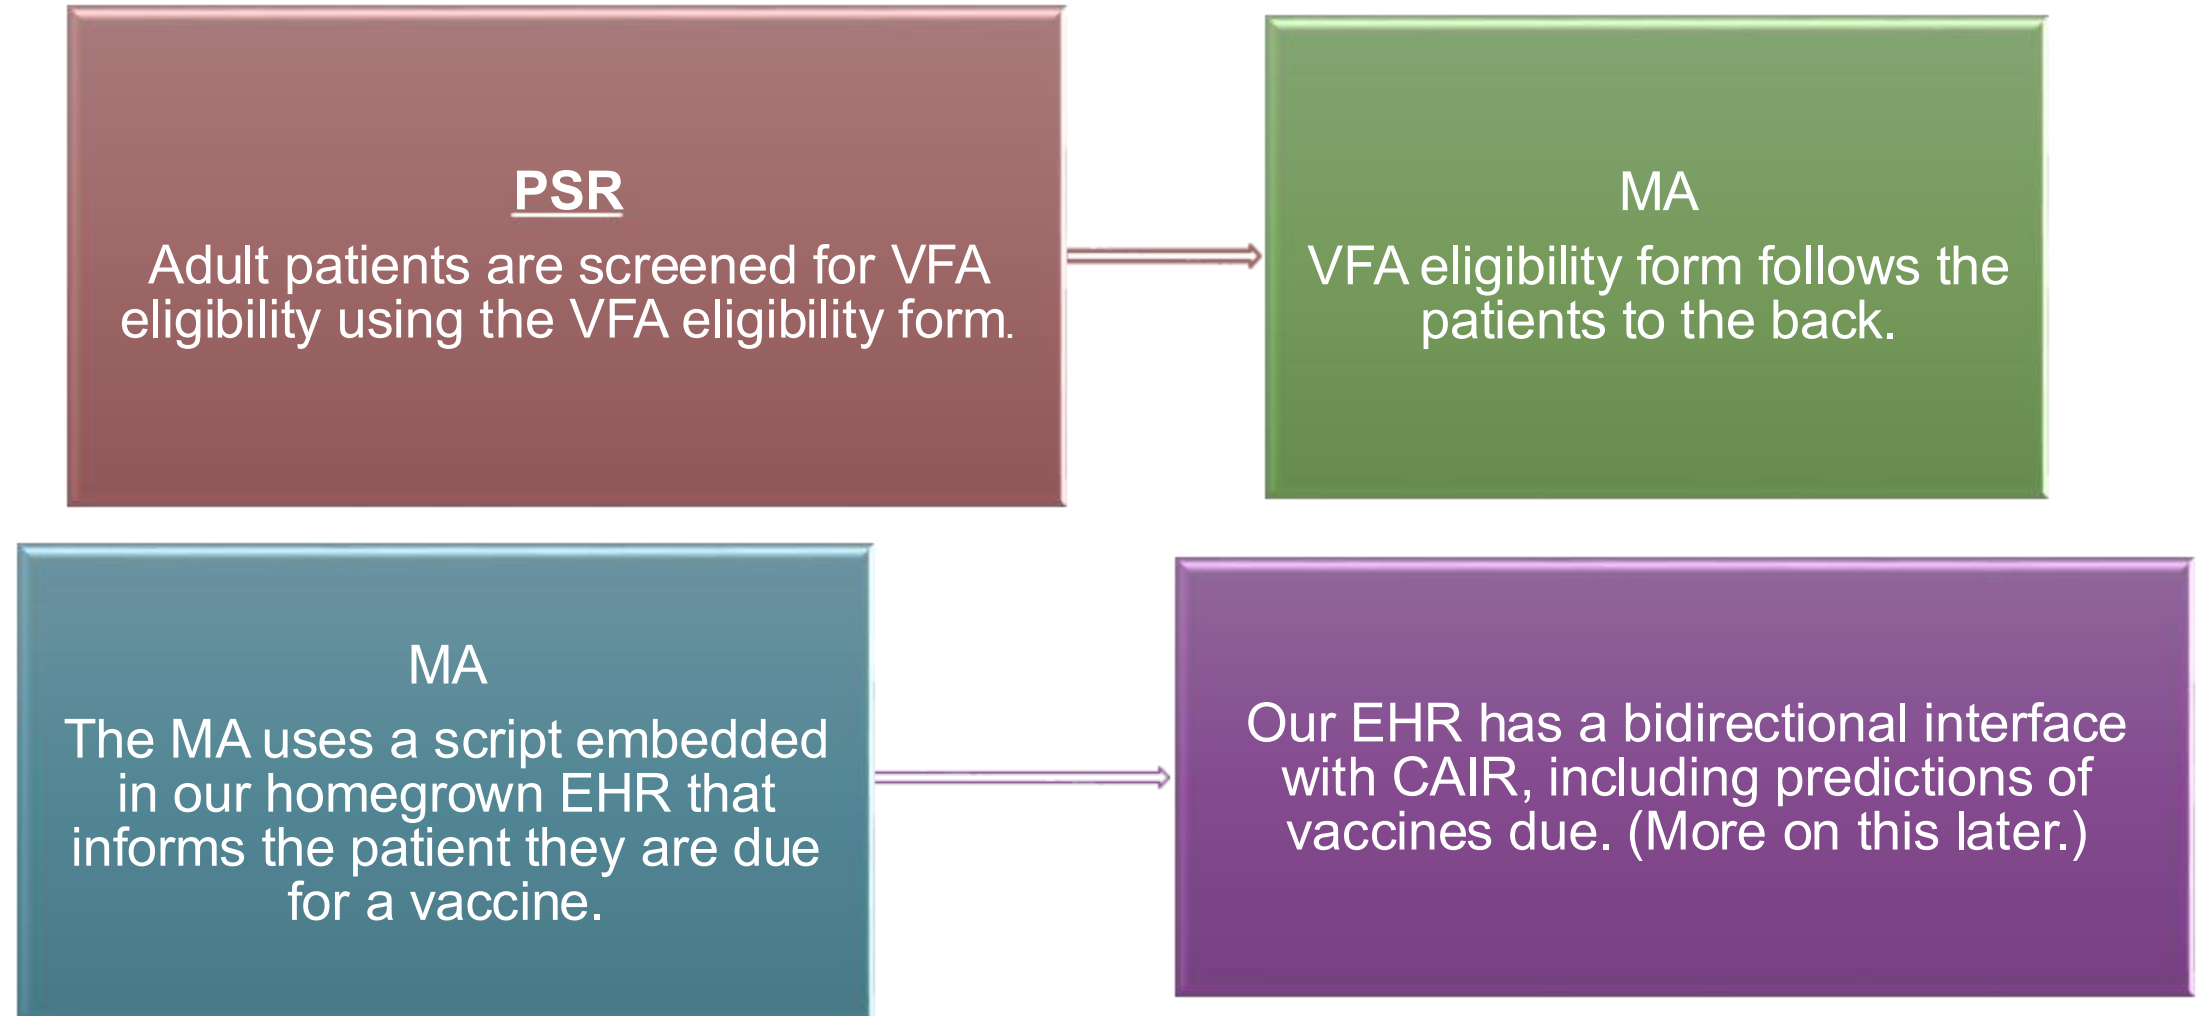 PSR
Adult patients are screened for VFA
eligibility using the VFA eligibility form.
MA
VFA eligibility form follows the
patients to the back.
MA
The MA uses a script embedded
in our homegrown EHR that
informs the patient they are due
for a vaccine.
Our EHR has a bidirectional interface
with CAIR, including predictions of
vaccines due. (More on this later.)